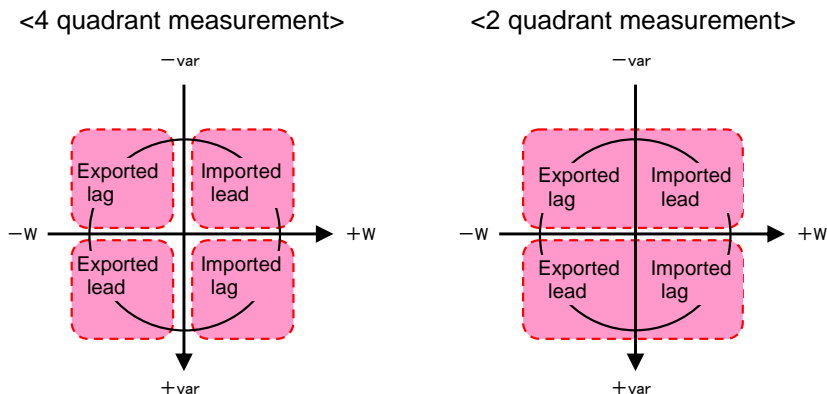 <4 quadrant measurement>
<2 quadrant measurement>
－var
－var
Exported
lag
Imported
lead
Exported
lag
Imported
lead
－W
＋W
－W
＋W
Exported
lead
Imported
lag
Exported
lead
Imported
lag
＋var
＋var